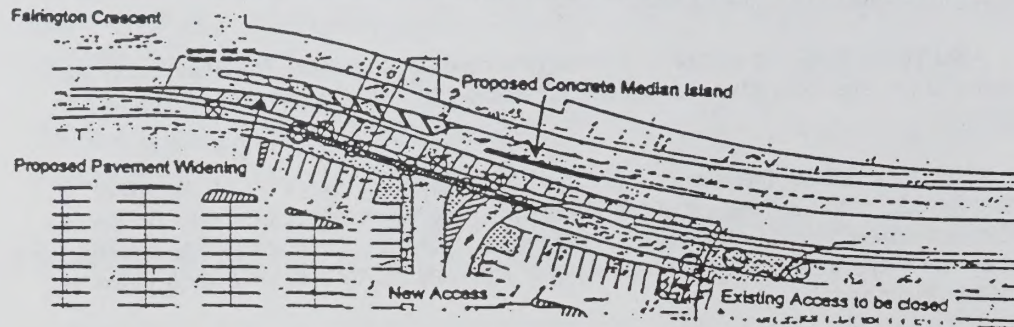 Fairington Crescent
Proposed Concrete Median Island
Proposed Pavement Widening
New Access
Existing Access to be closed